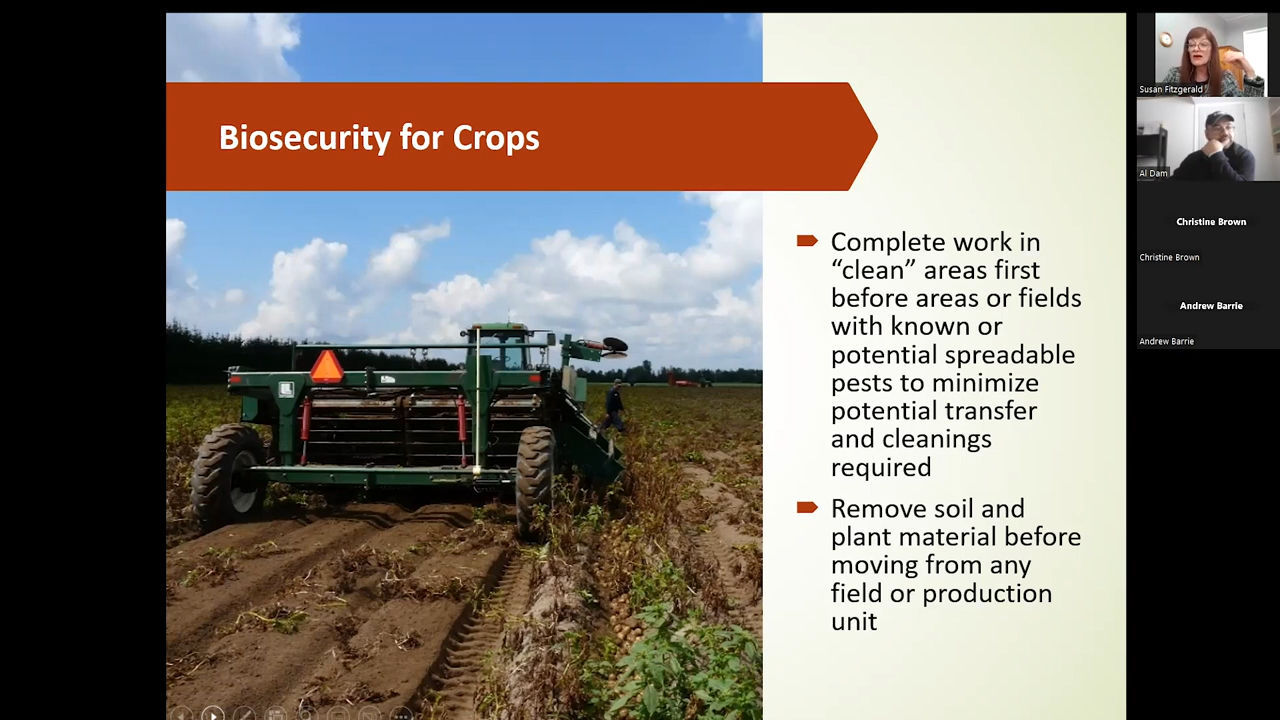 Biosecurity for Crops
Complete work in
“clean” areas first
before areas or fields
with known or
potential spreadable
pests to minimize
potential transfer
and cleanings
required
Remove soil and
plant material before
moving from any
field or production
unit
Susan Fitzgerald
Al Dam
Christine Brown
Christine Brown
Andrew Barrie
Andrew Barrie